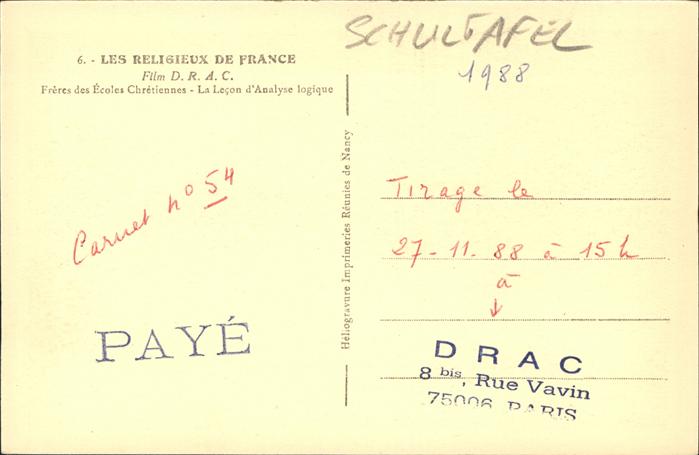 SCHULTAFEL
1988
6. - LES RELIGIEUX DE FRANCE
Film D. R. A. C.
Frères des Écoles Chrétiennes - La Leçon d'Analyse logique
Carnet nº 54
PAYÉ
Héliogravure Imprimeries Réunies de Nancy
Tirage le
27-11. 88 à 15h
à
↓
DRAC
8 bis, Rue Vavin
75006 PARIS